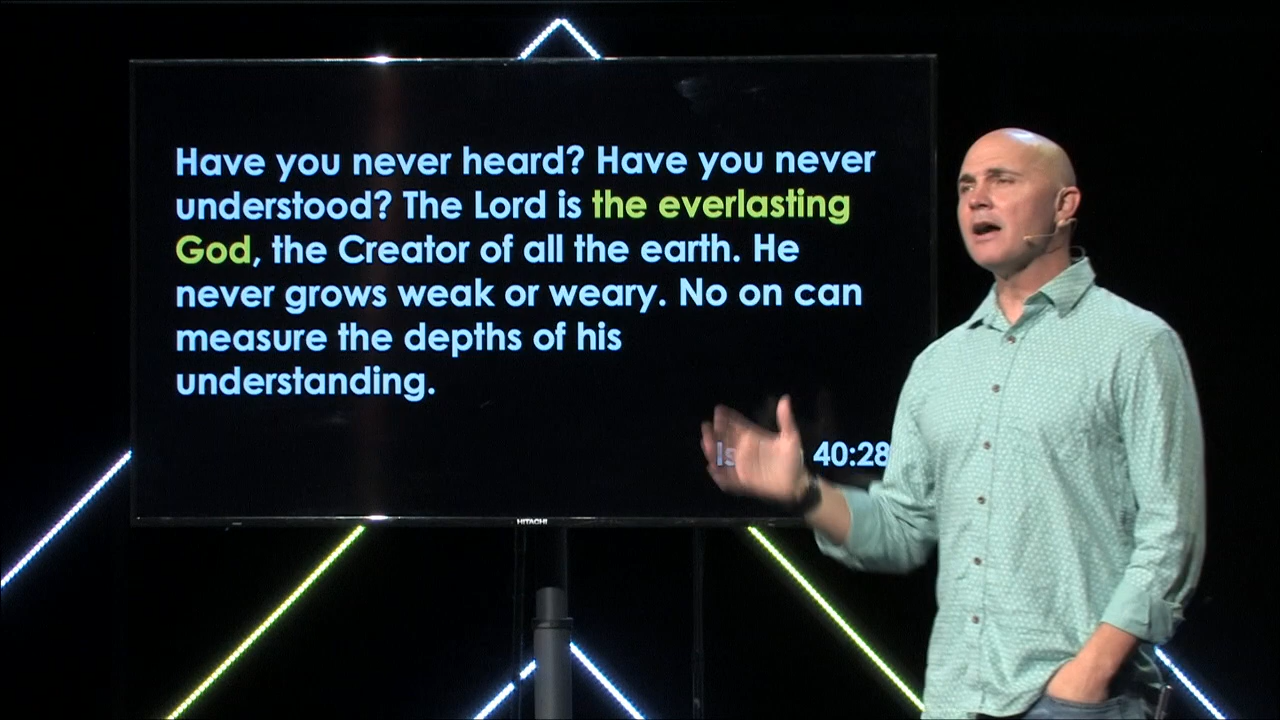 Have you never heard? Have you never
understood? The Lord is the everlasting
God, the Creator of all the earth. He
never grows weak or weary. No on can
measure the depths of his
understanding.
40:28
HITACHI